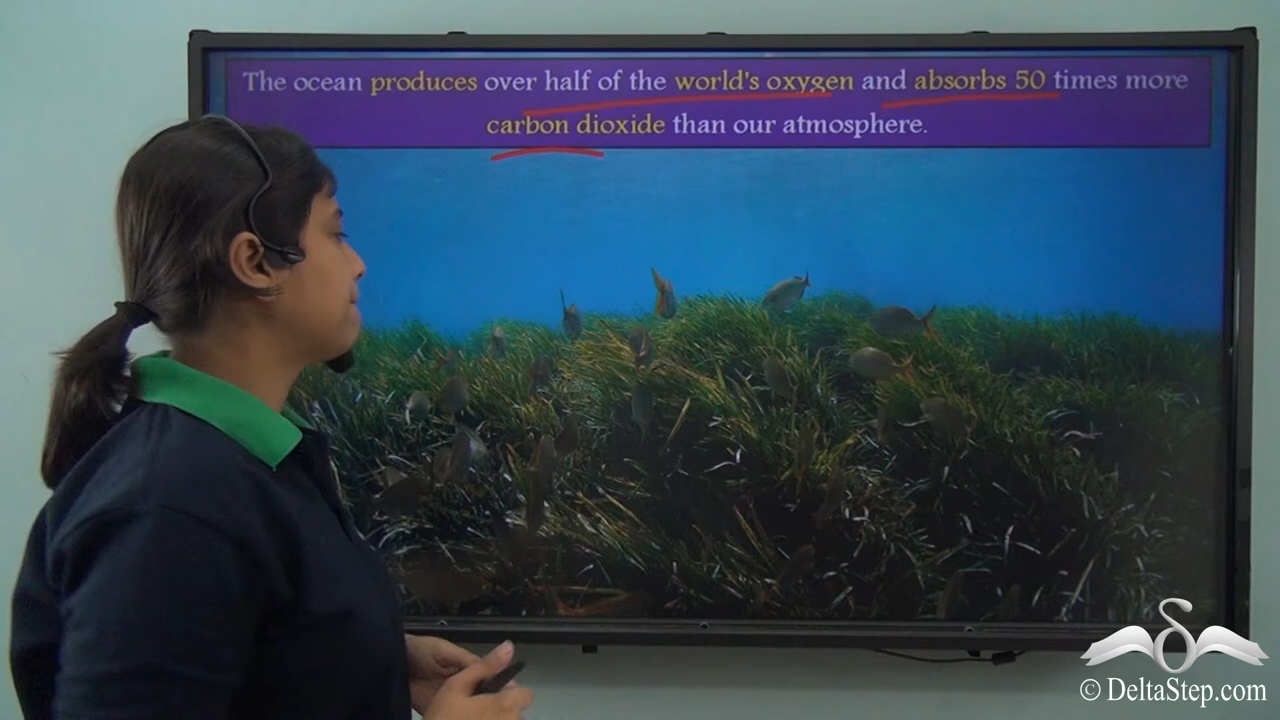 The ocean produces over half of the world's oxygen and absorbs 50 times more
carbon dioxide than our atmosphere.
© DeltaStep.com